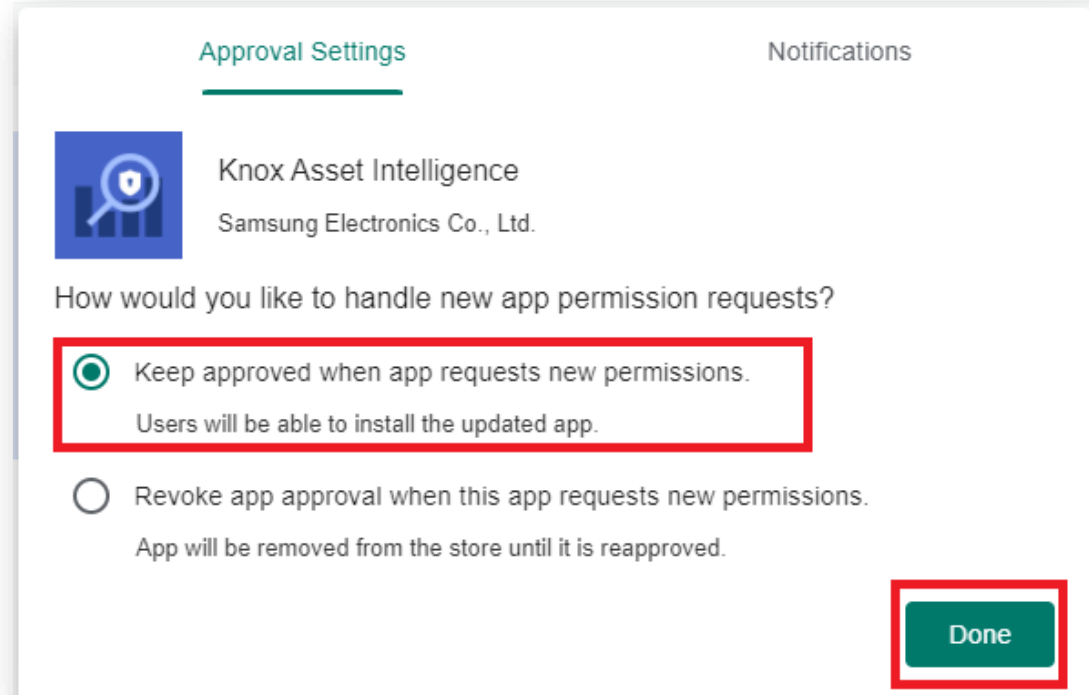 Approval Settings
Notifications
Knox Asset Intelligence
Samsung Electronics Co., Ltd.
How would you like to handle new app permission requests?
Keep approved when app requests new permissions.
Users will be able to install the updated app.
Revoke app approval when this app requests new permissions.
App will be removed from the store until it is reapproved.
Done